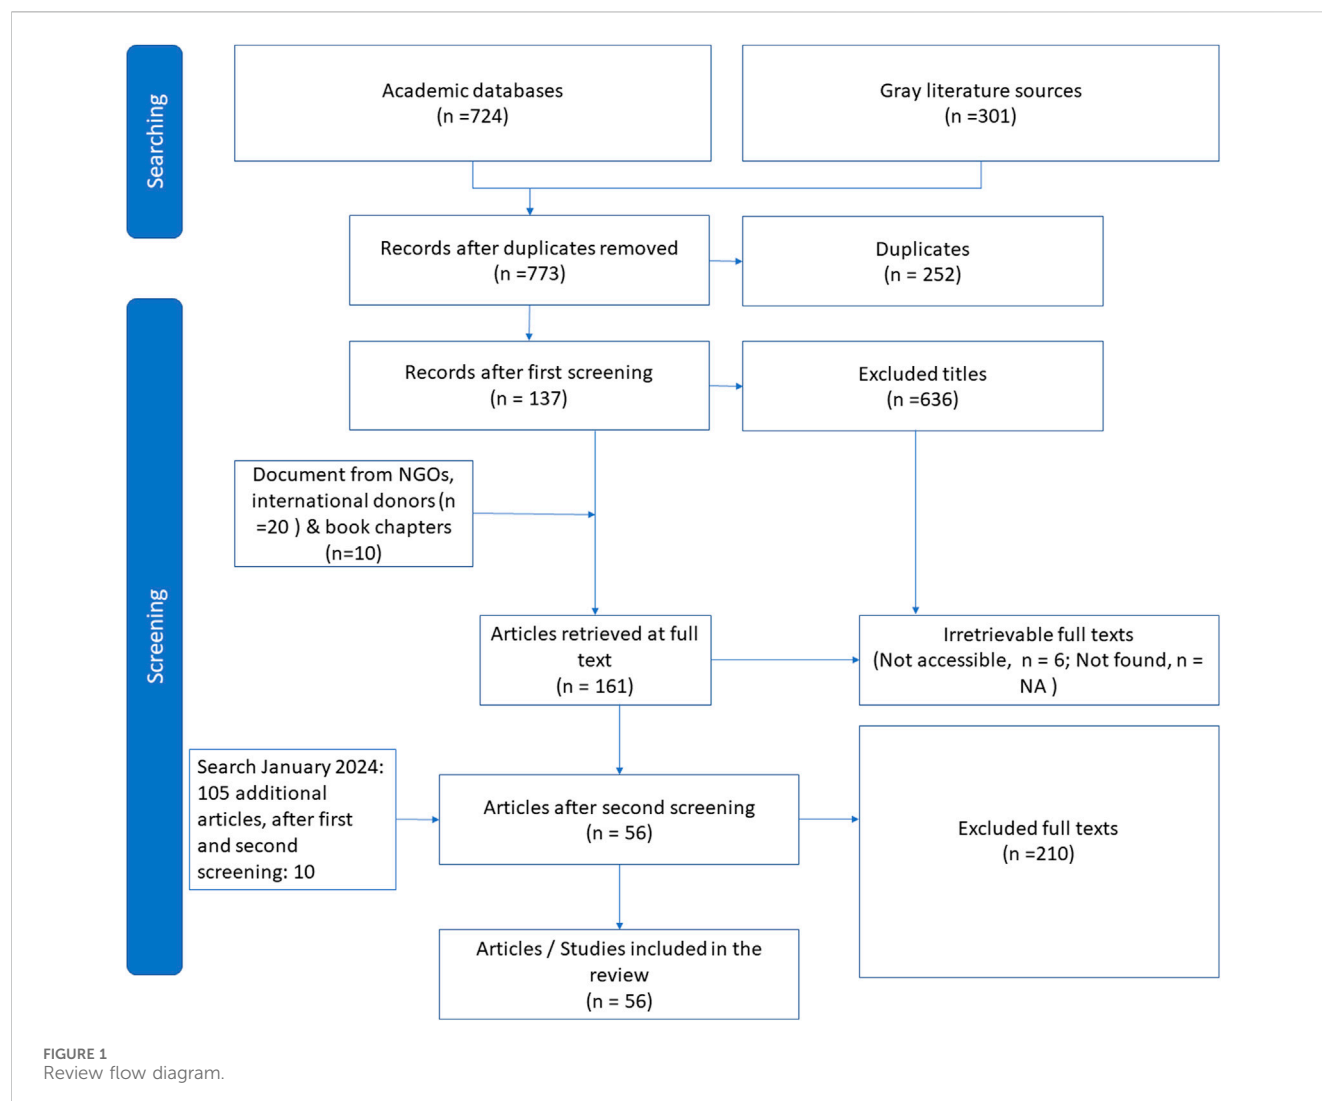 Searching
Academic databases
(n =724)
Gray literature sources
(n =301)
Records after duplicates removed
(n =773)
Duplicates
(n = 252)
Screening
Records after first screening
(n = 137)
Excluded titles
(n =636)
Document from NGOs,
international donors (n
=20 ) & book chapters
(n=10)
Articles retrieved at full
text
(n = 161)
Irretrievable full texts
(Not accessible,  n = 6; Not found, n =
NA )
Search January 2024:
105 additional
articles, after first
and second
screening: 10
Articles after second screening
(n = 56)
Excluded full texts
(n =210)
Articles / Studies included in the
review
(n = 56)
FIGURE 1
Review flow diagram.